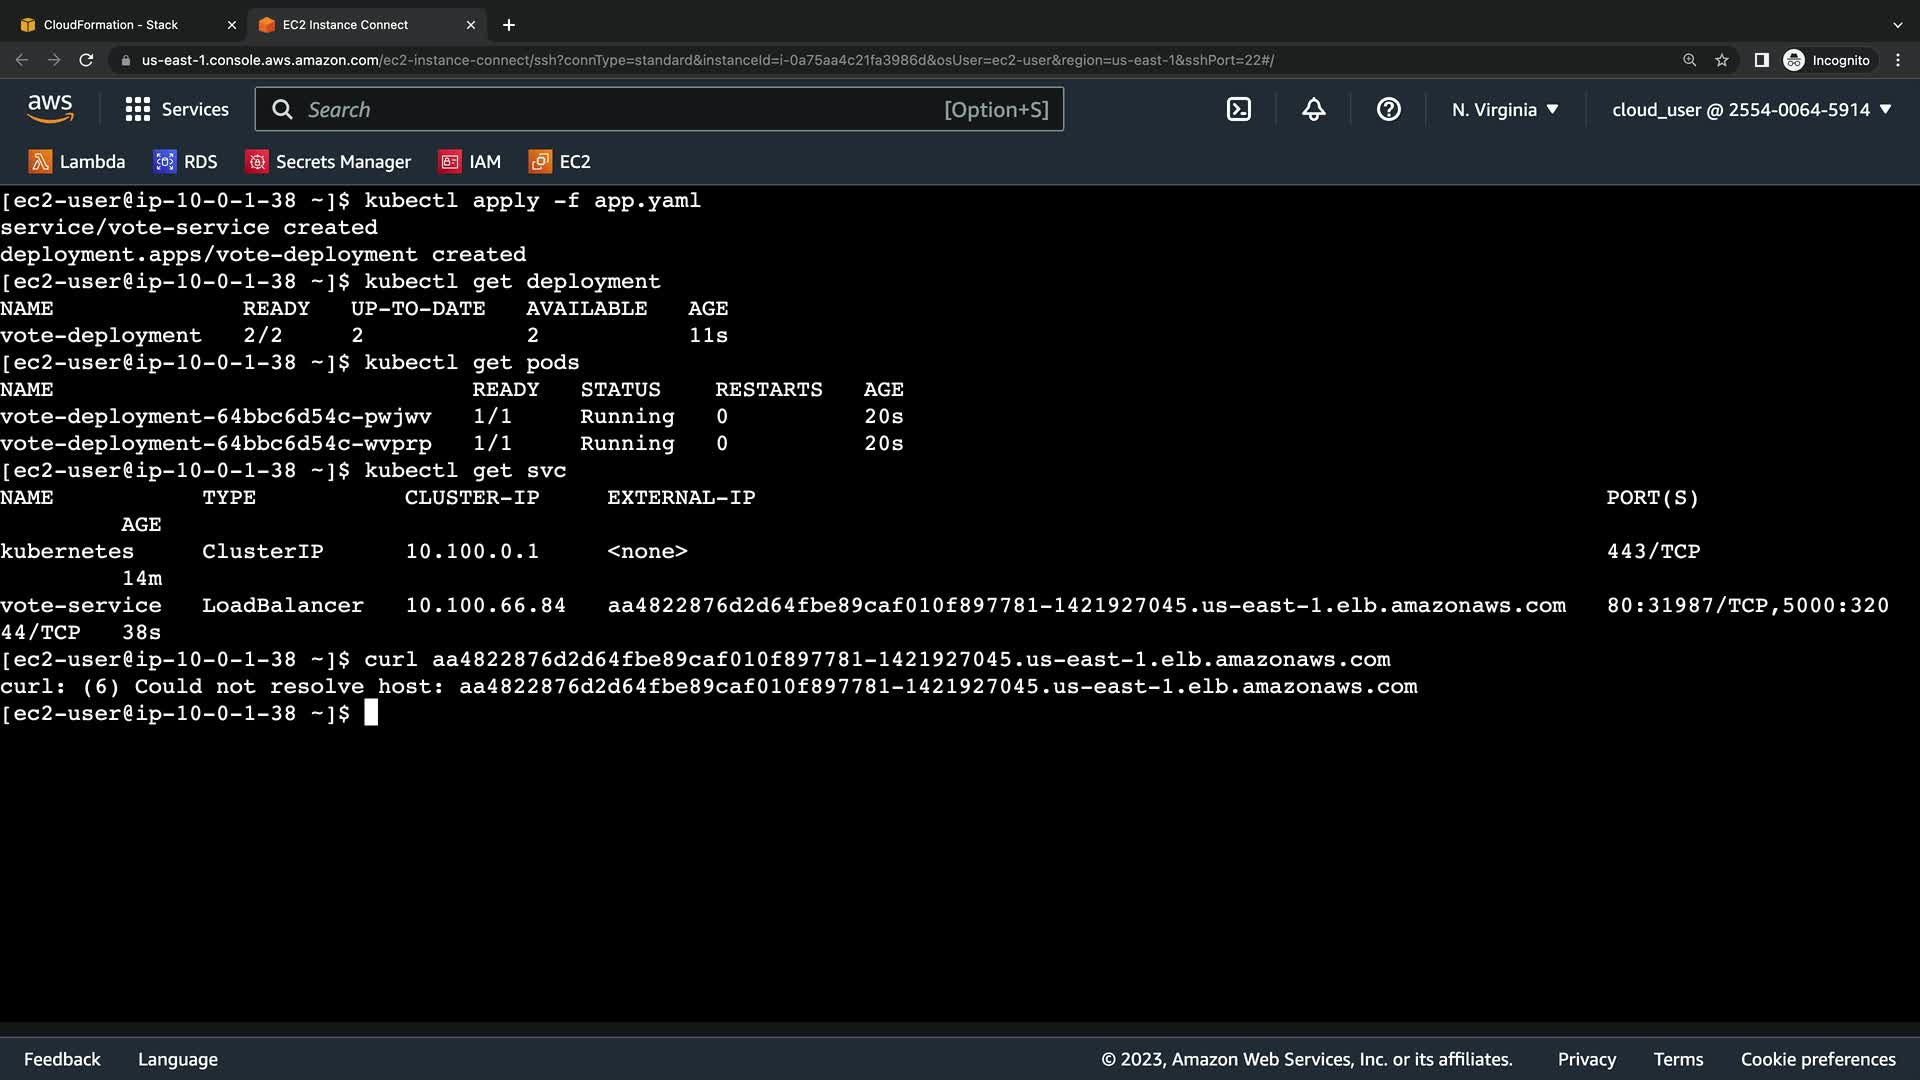 CloudFormation - Stack
EC2 Instance Connect
us-east-1.console.aws.amazon.com/ec2-instance-connect/ssh?connType=standard&instanceId=i-0a75aa4c21fa3986d&osUser=ec2-user&region=us-east-1&sshPort=22#/
Incognito
aws
Services
Search
[Option+S]
N. Virginia
cloud_user @ 2554-0064-5914
Lambda
RDS
Secrets Manager
IAM
EC2
[ec2-user@ip-10-0-1-38 ~]$ kubectl apply -f app.yaml
service/vote-service created
deployment.apps/vote-deployment created
[ec2-user@ip-10-0-1-38 ~]$ kubectl get deployment
NAME READY UP-TO-DATE AVAILABLE AGE
vote-deployment 2/2 2 2 11s
[ec2-user@ip-10-0-1-38 ~]$ kubectl get pods
NAME READY STATUS RESTARTS AGE
vote-deployment-64bbc6d54c-pwjwv 1/1 Running 0 20s
vote-deployment-64bbc6d54c-wvprp 1/1 Running 0 20s
[ec2-user@ip-10-0-1-38 ~]$ kubectl get svc
NAME TYPE CLUSTER-IP EXTERNAL-IP PORT(S)
AGE
kubernetes ClusterIP 10.100.0.1 <none> 443/TCP
14m
vote-service LoadBalancer 10.100.66.84 aa4822876d2d64fbe89caf010f897781-1421927045.us-east-1.elb.amazonaws.com 80:31987/TCP,5000:320
44/TCP 38s
[ec2-user@ip-10-0-1-38 ~]$ curl aa4822876d2d64fbe89caf010f897781-1421927045.us-east-1.elb.amazonaws.com
curl: (6) Could not resolve host: aa4822876d2d64fbe89caf010f897781-1421927045.us-east-1.elb.amazonaws.com
[ec2-user@ip-10-0-1-38 ~]$
Feedback
Language
© 2023, Amazon Web Services, Inc. or its affiliates.
Privacy
Terms
Cookie preferences